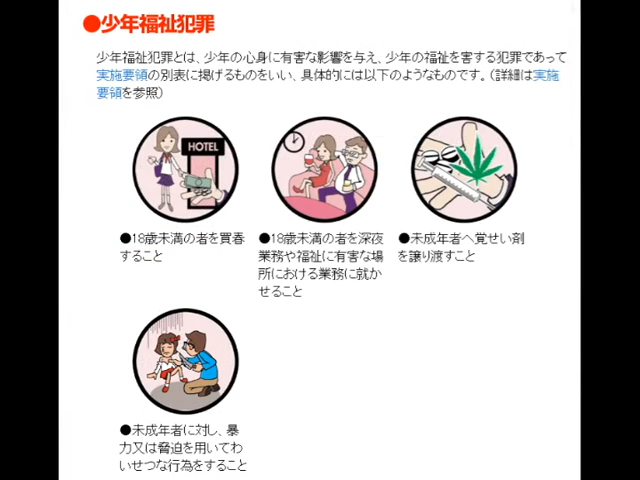 ●少年福祉犯罪
少年福祉犯罪とは、少年の心身に有害な影響を与え、少年の福祉を害する犯罪であって
実施要領の別表に掲げるものをいい、具体的には以下のようなものです。（詳細は実施
要領を参照）
HOTEL
●18歳未満の者を買春
すること
●18歳未満の者を深夜
業務や福祉に有害な場
所における業務に就か
せること
●未成年者へ覚せい剤
を譲り渡すこと
●未成年者に対し、暴
力又は脅迫を用いてわ
いせつな行為をすること